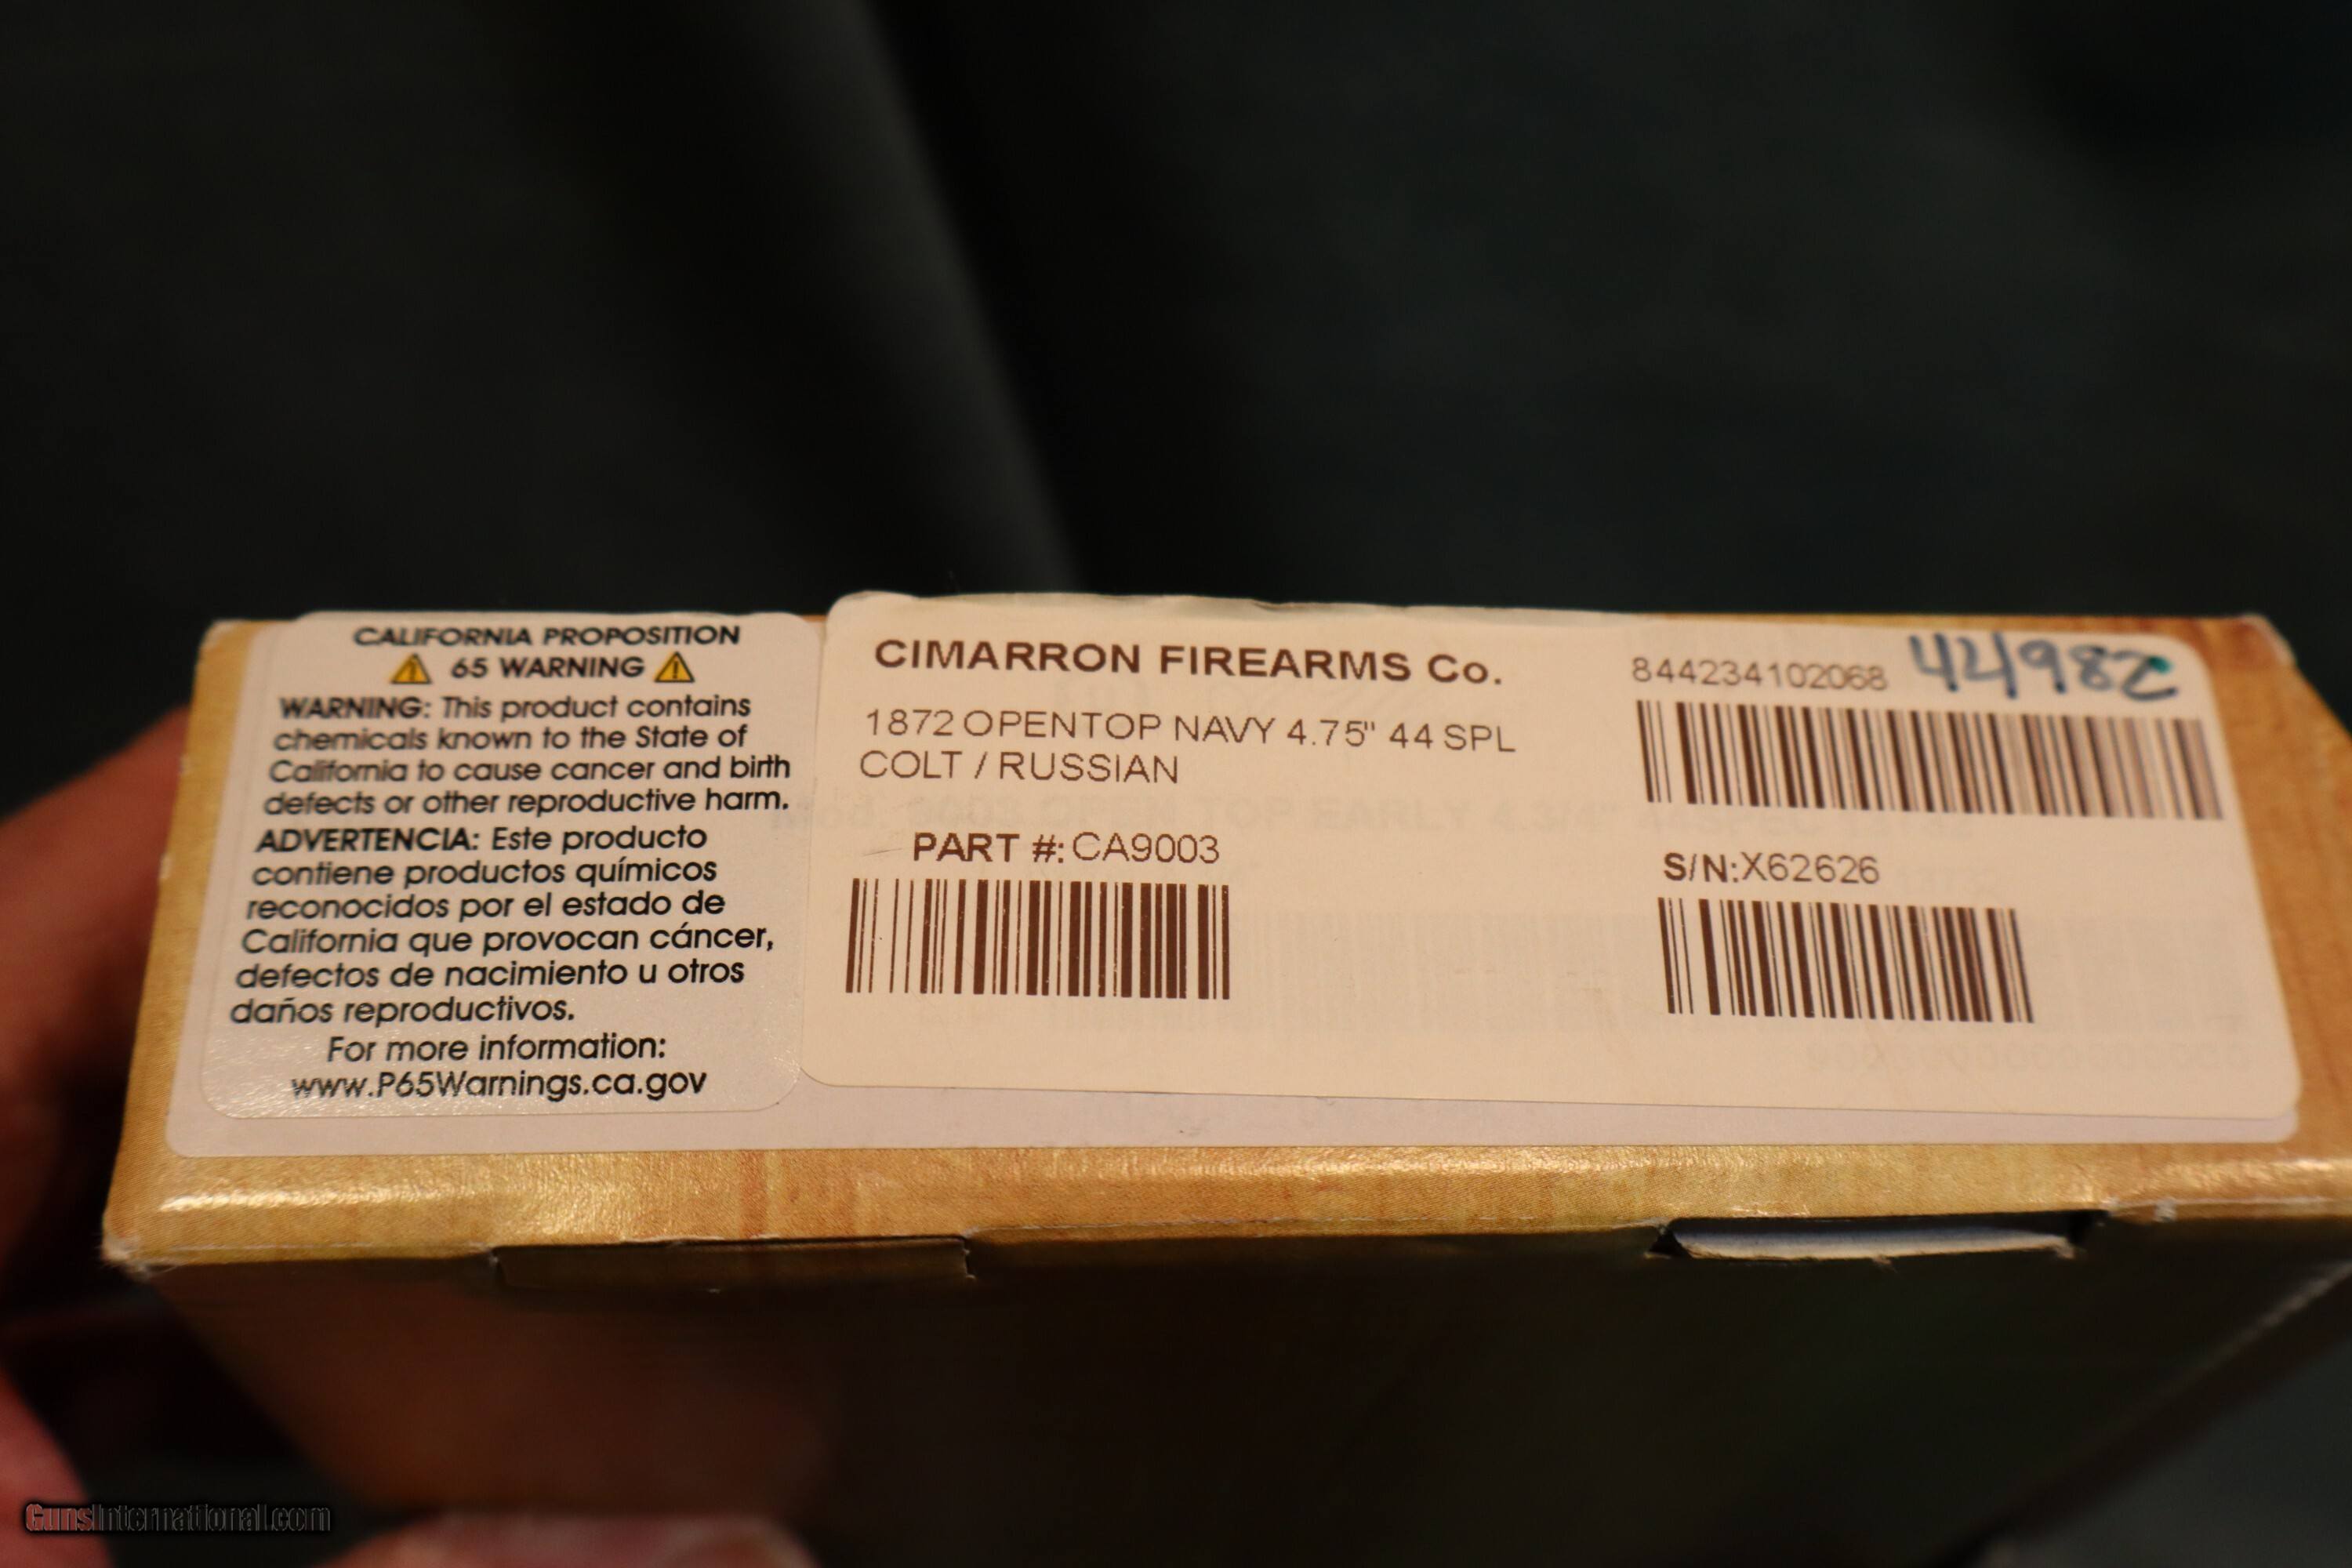 CALIFORNIA PROPOSITION
65 WARNING
WARNING: This product contains
chemicals known to the State of
California to cause cancer and birth
defects or other reproductive harm.
ADVERTENCIA: Este producto
contiene productos químicos
reconocidos por el estado de
California que provocan cáncer,
defectos de nacimiento u otros
daños reproductivos.
For more information:
www.P65Warnings.ca.gov
CIMARRON FIREARMS Co.
1872 OPENTOP NAVY 4.75" 44 SPL
COLT / RUSSIAN
PART #: CA9003
844234102068
44982
S/N:X62626
GunsInternational.com